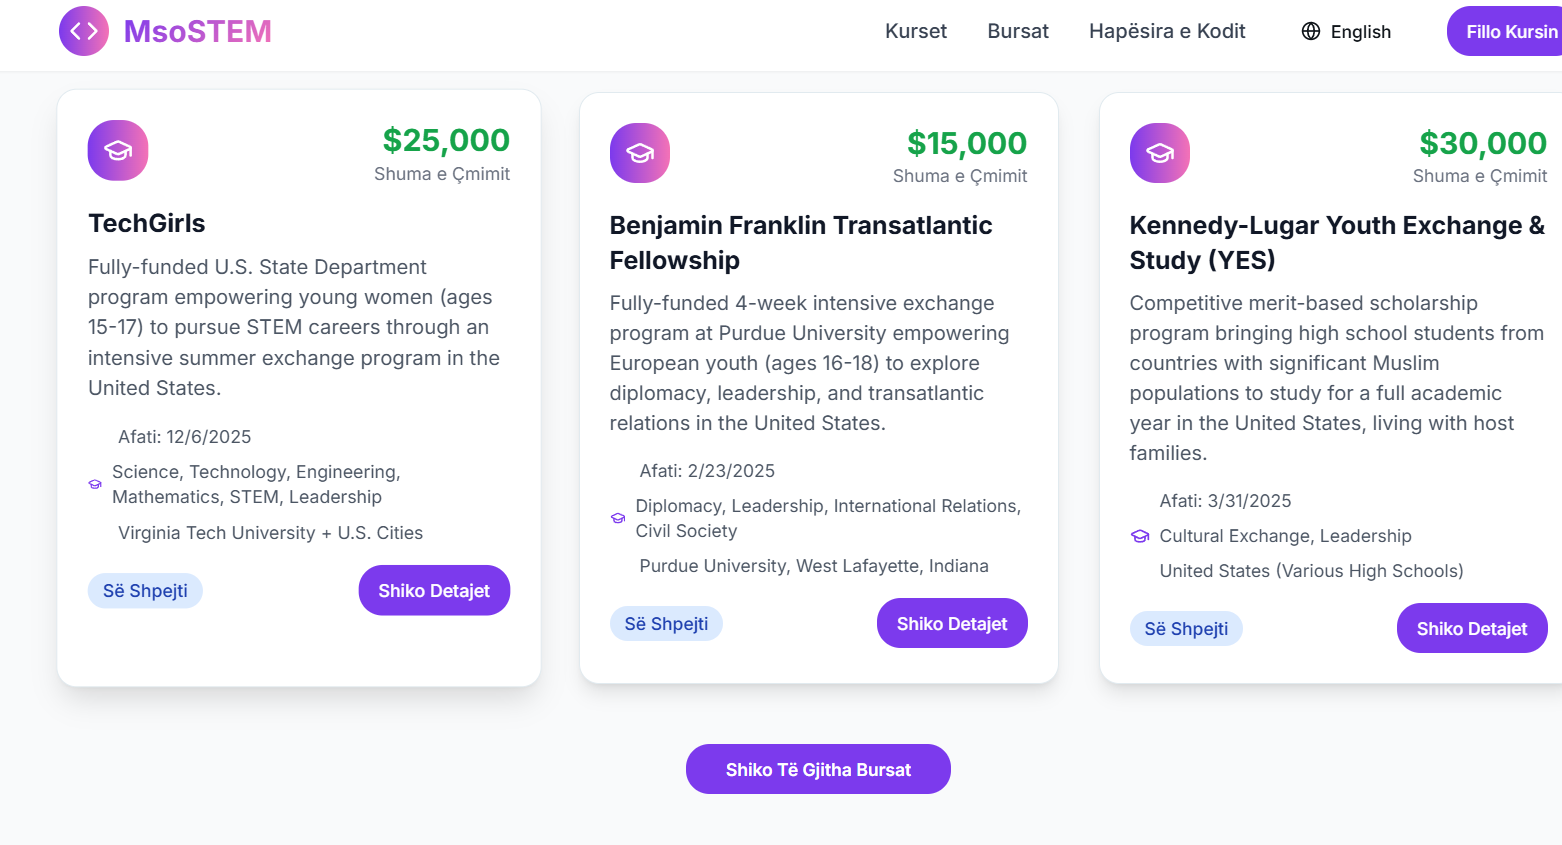 MsoSTEM
Kurset
Bursat
Hapësira e Kodit
English
Fillo Kursin
$25,000
Shuma e Çmimit
TechGirls
Fully-funded U.S. State Department
program empowering young women (ages
15-17) to pursue STEM careers through an
intensive summer exchange program in the
United States.
Afati: 12/6/2025
Science, Technology, Engineering,
Mathematics, STEM, Leadership
Virginia Tech University + U.S. Cities
Së Shpejti
Shiko Detajet
$15,000
Shuma e Çmimit
Benjamin Franklin Transatlantic
Fellowship
Fully-funded 4-week intensive exchange
program at Purdue University empowering
European youth (ages 16-18) to explore
diplomacy, leadership, and transatlantic
relations in the United States.
Afati: 2/23/2025
Diplomacy, Leadership, International Relations,
Civil Society
Purdue University, West Lafayette, Indiana
Së Shpejti
Shiko Detajet
$30,000
Shuma e Çmimit
Kennedy-Lugar Youth Exchange &
Study (YES)
Competitive merit-based scholarship
program bringing high school students from
countries with significant Muslim
populations to study for a full academic
year in the United States, living with host
families.
Afati: 3/31/2025
Cultural Exchange, Leadership
United States (Various High Schools)
Së Shpejti
Shiko Detajet
Shiko Të Gjitha Bursat